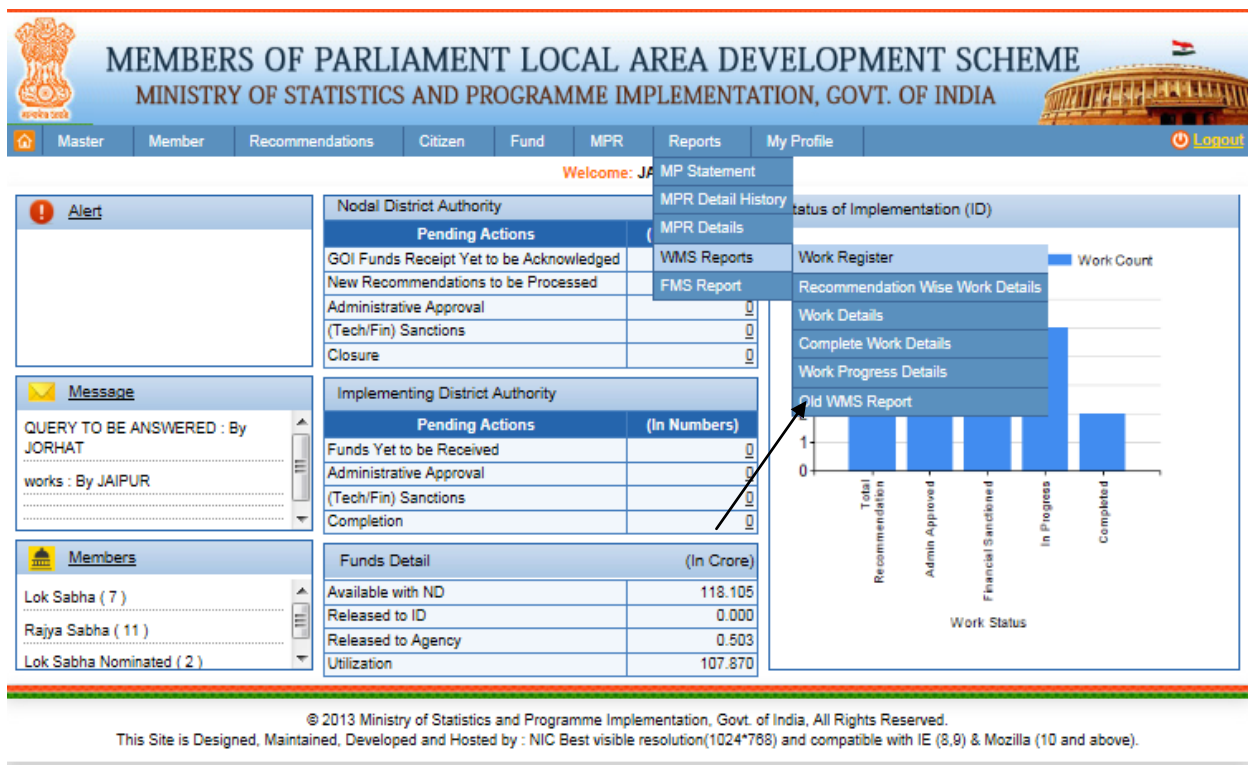 MEMBERS OF PARLIAMENT LOCAL AREA DEVELOPMENT SCHEME
MINISTRY OF STATISTICS AND PROGRAMME IMPLEMENTATION, GOVT. OF INDIA
Master Member Recommendations Citizen Fund MPR Reports My Profile Logout
Welcome: JA
MP Statement
MPR Detail History
MPR Details
WMS Reports
FMS Report
Work Register
Recommendation Wise Work Details
Work Details
Complete Work Details
Work Progress Details
Old WMS Report
Alert
Message
QUERY TO BE ANSWERED : By
JORHAT
works : By JAIPUR
Members
Lok Sabha ( 7 )
Rajya Sabha ( 11 )
Lok Sabha Nominated ( 2 )
Nodal District Authority
Pending Actions (
GOI Funds Receipt Yet to be Acknowledged
New Recommendations to be Processed
Administrative Approval 0
(Tech/Fin) Sanctions 0
Closure 0
Implementing District Authority
Pending Actions (In Numbers)
Funds Yet to be Received 0
Administrative Approval 0
(Tech/Fin) Sanctions 0
Completion 0
Funds Detail (In Crore)
Available with ND 118.105
Released to ID 0.000
Released to Agency 0.503
Utilization 107.870
tatus of Implementation (ID)
Work Count
1
0
Total
Recommendation
Admin Approved
Financial Sanctioned
In Progress
Completed
Work Status
© 2013 Ministry of Statistics and Programme Implementation, Govt. of India, All Rights Reserved.
This Site is Designed, Maintained, Developed and Hosted by : NIC Best visible resolution(1024*768) and compatible with IE (8,9) & Mozilla (10 and above).